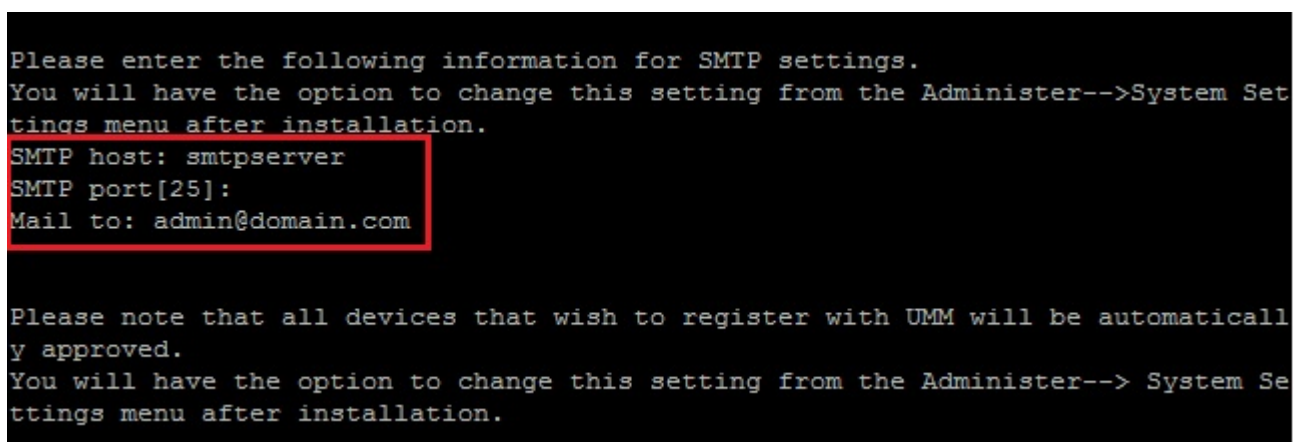 Please enter the following information for SMTP settings.
You will have the option to change this setting from the Administer-->System Set
tings menu after installation.
SMTP host: smtpserver
SMTP port[25]:
Mail to: admin@domain.com
Please note that all devices that wish to register with UMM will be automaticall
y approved.
You will have the option to change this setting from the Administer--> System Se
ttings menu after installation.